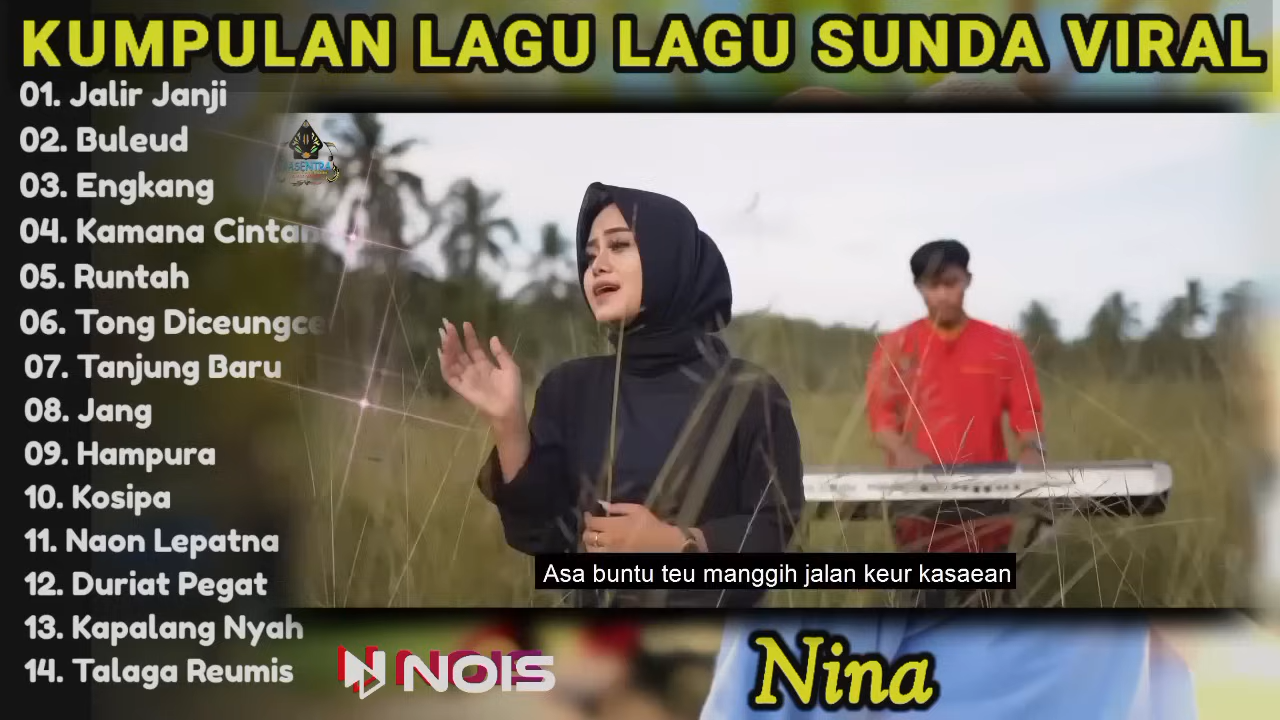 KUMPULAN LAGU LAGU SUNDA VIRAL
01. Jalir Janji
02. Buleud
03. Engkang
04. Kamana Cintan
05. Runtah
06. Tong Diceungce
07. Tanjung Baru
08. Jang
09. Hampura
10. Kosipa
11. Naon Lepatna
12. Duriat Pegat
13. Kapalang Nyah
14. Talaga Reumis
ASENTRA
Asa buntu teu manggih jalan keur kasaean
NOIS
Nina